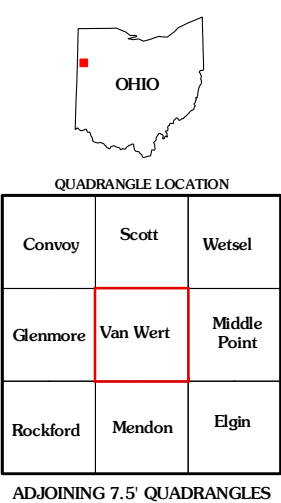 OHIO
QUADRANGLE LOCATION
Convoy
Scott
Wetsel
Glenmore
Van Wert
Middle
Point
Rockford
Mendon
Elgin
ADJOINING 7.5' QUADRANGLES